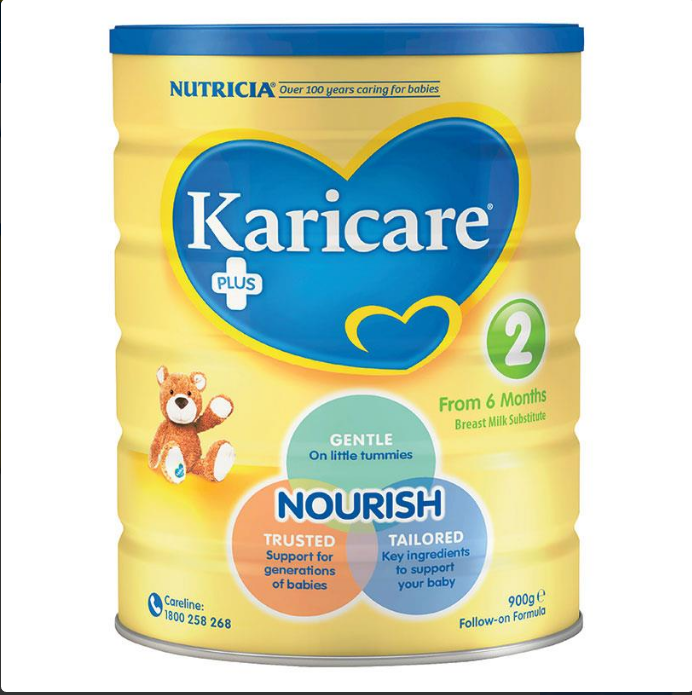 NUTRICIA® Over 100 years caring for babies
Karicare®
PLUS
2
From 6 Months
Breast Milk Substitute
GENTLE
On little tummies
NOURISH
TRUSTED
Support for
generations
of babies
TAILORED
Key ingredients
to support
your baby
Careline:
1800 258 268
900g ℮
Follow-on Formula